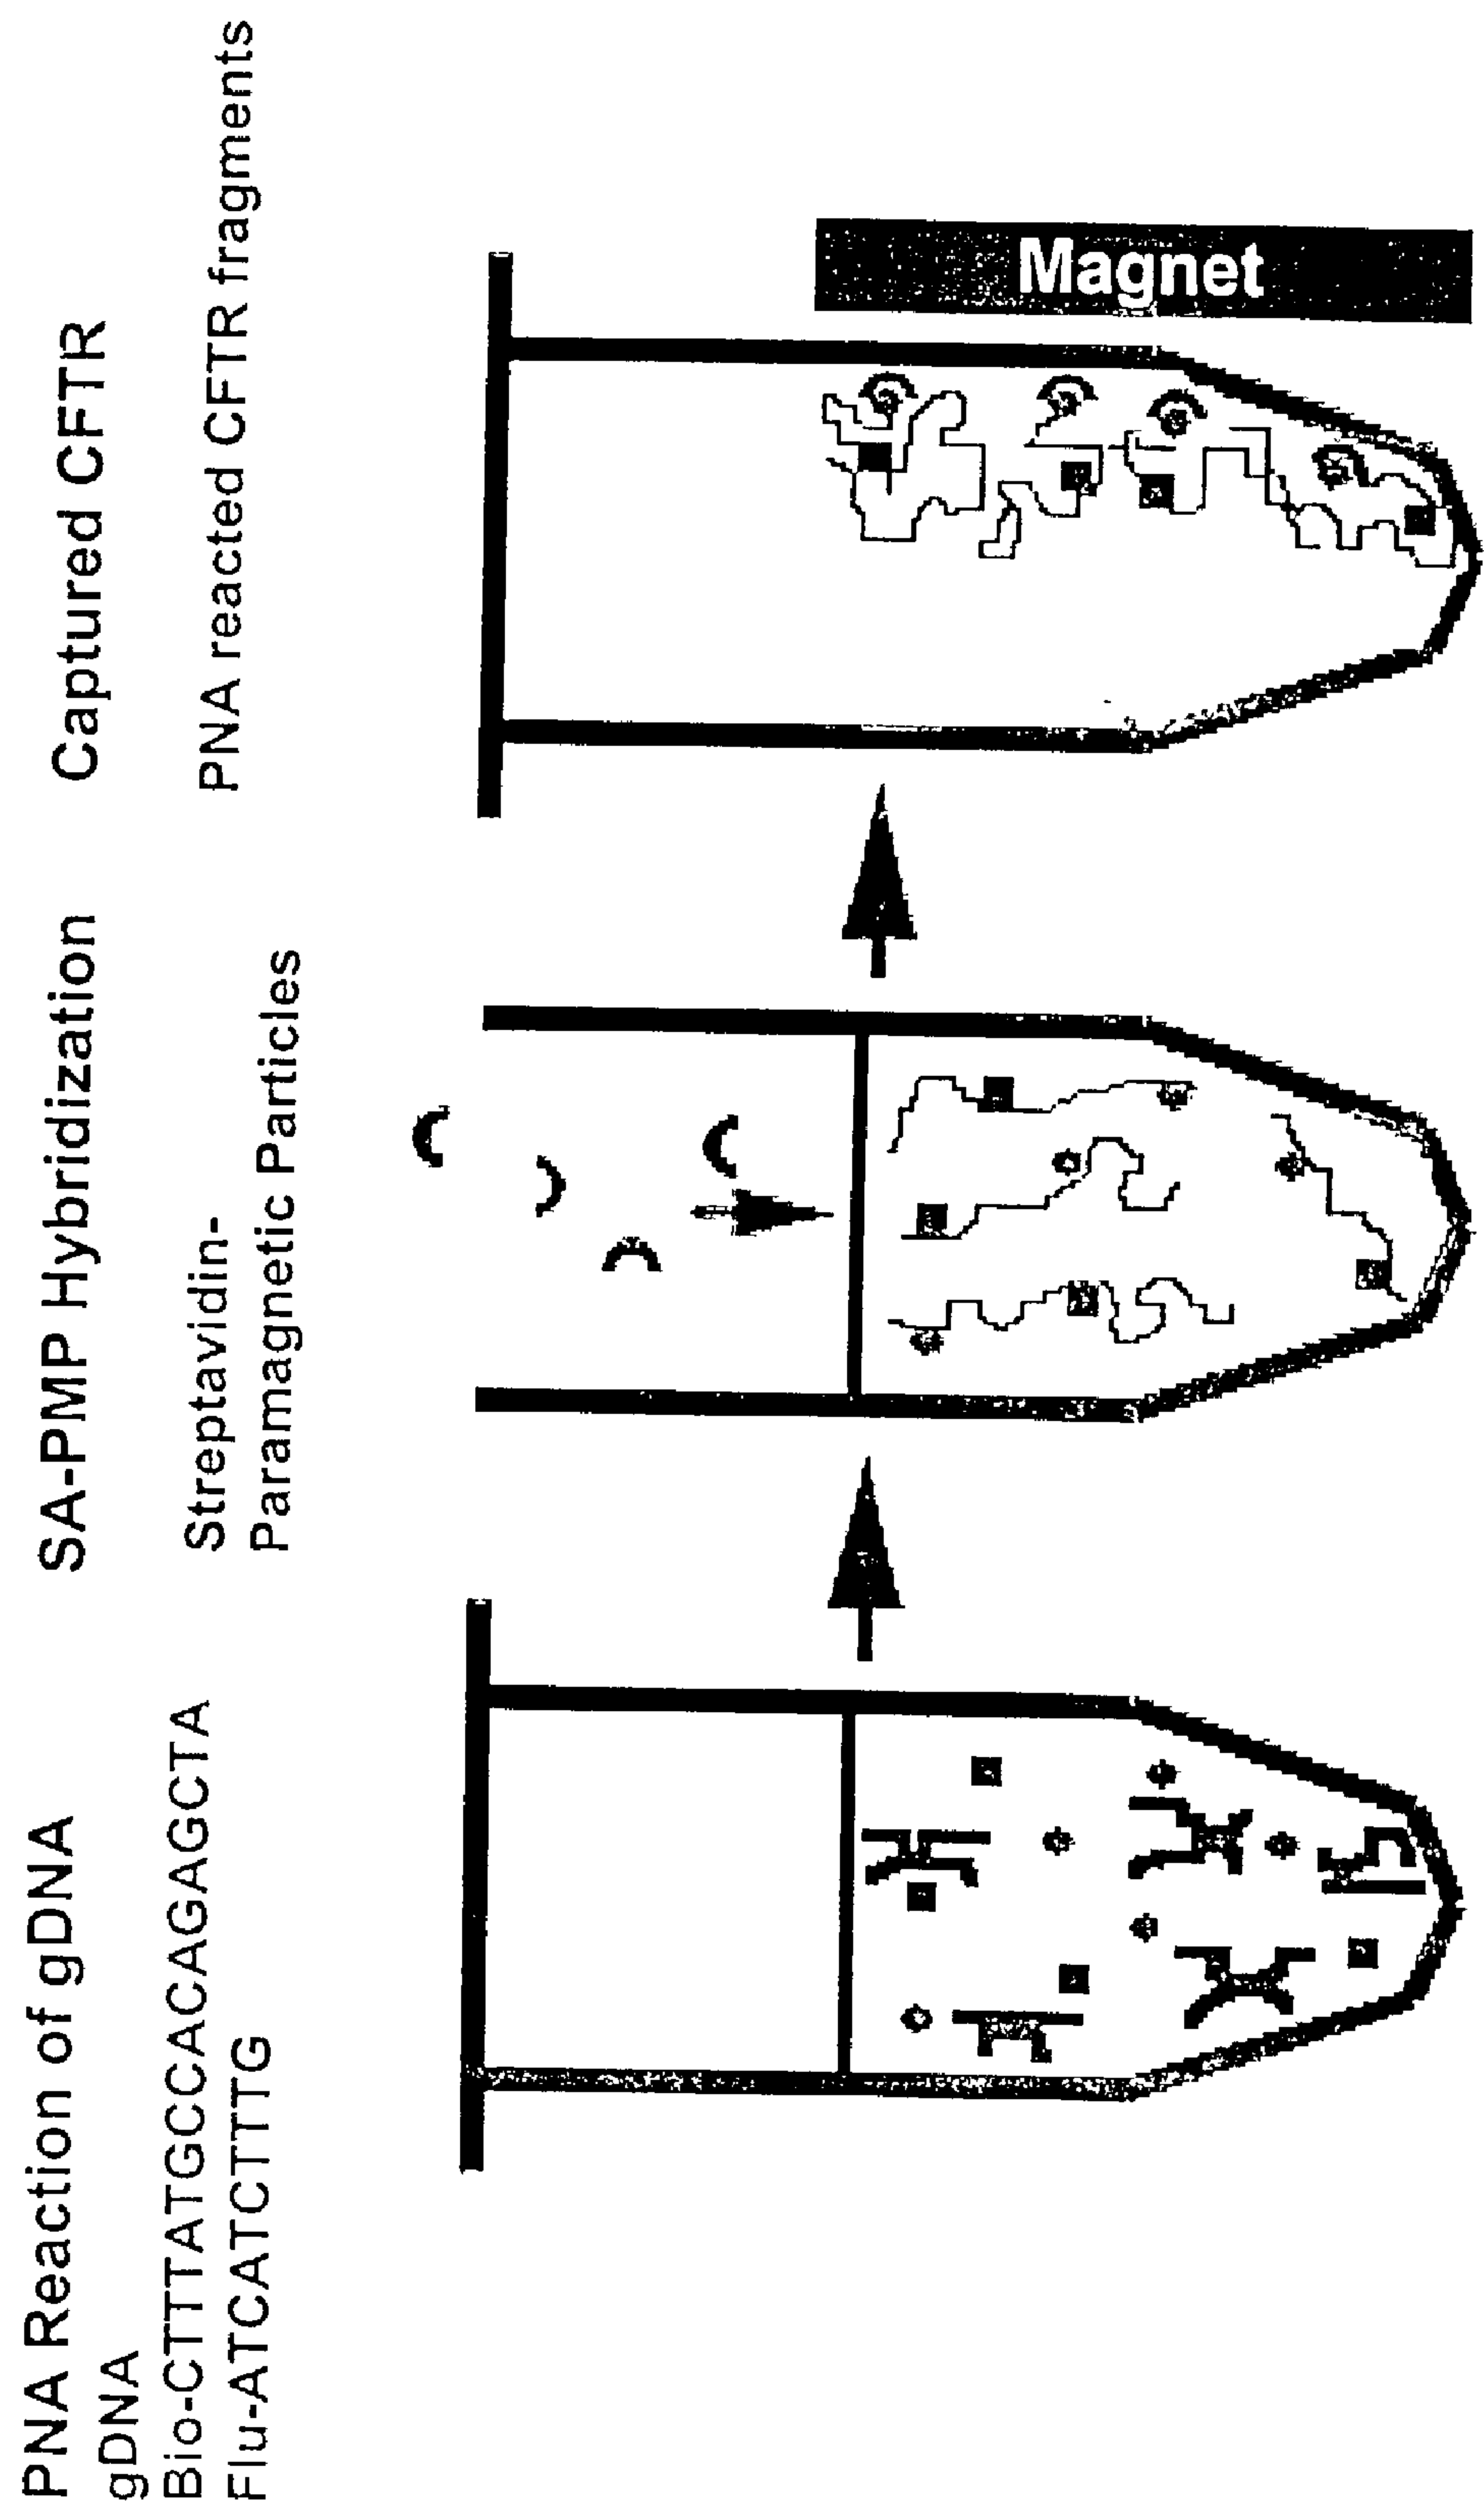 PNA Reaction of gDNA
gDNA
Bio-CTTTATGCCACAGAGCTA
Flu-ATCATCTTTG
SA-PMP Hybridization
Streptavidin-
Paramagnetic Particles
Captured CFTR
PNA reacted CFTR fragments
Magnet